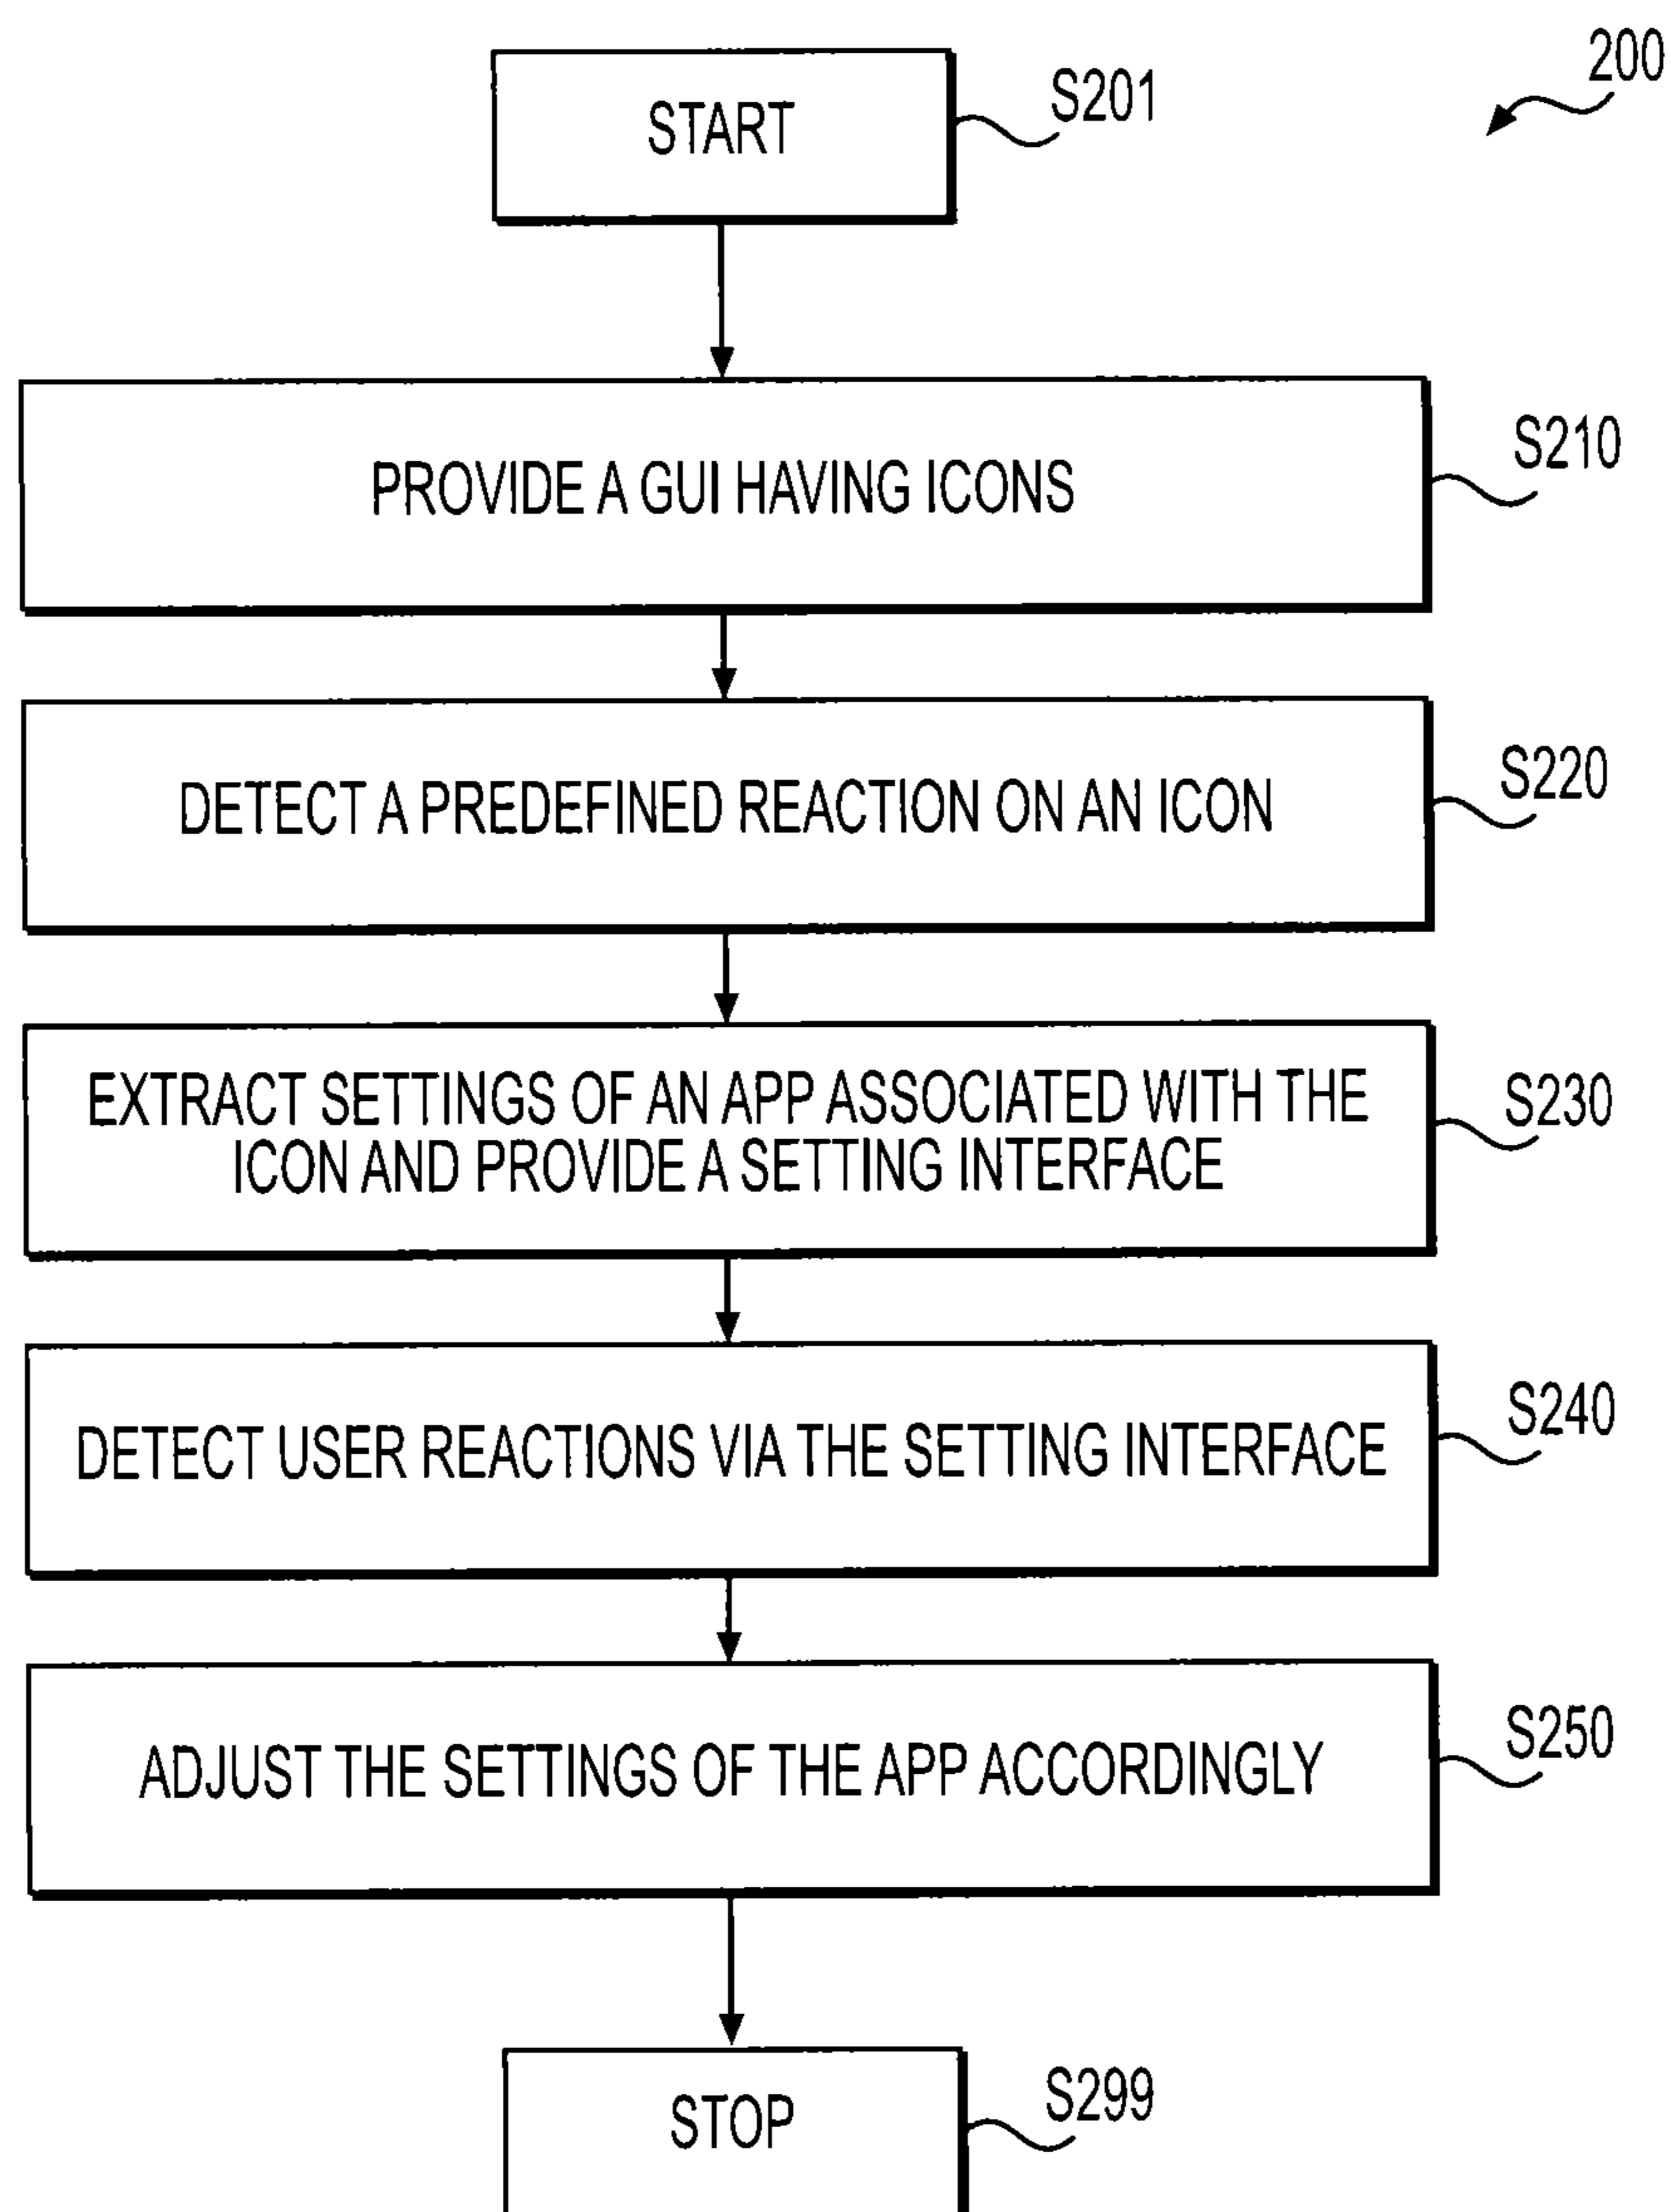 200
START
S201
PROVIDE A GUI HAVING ICONS
S210
DETECT A PREDEFINED REACTION ON AN ICON
S220
EXTRACT SETTINGS OF AN APP ASSOCIATED WITH THE
ICON AND PROVIDE A SETTING INTERFACE
S230
DETECT USER REACTIONS VIA THE SETTING INTERFACE
S240
ADJUST THE SETTINGS OF THE APP ACCORDINGLY
S250
STOP
S299